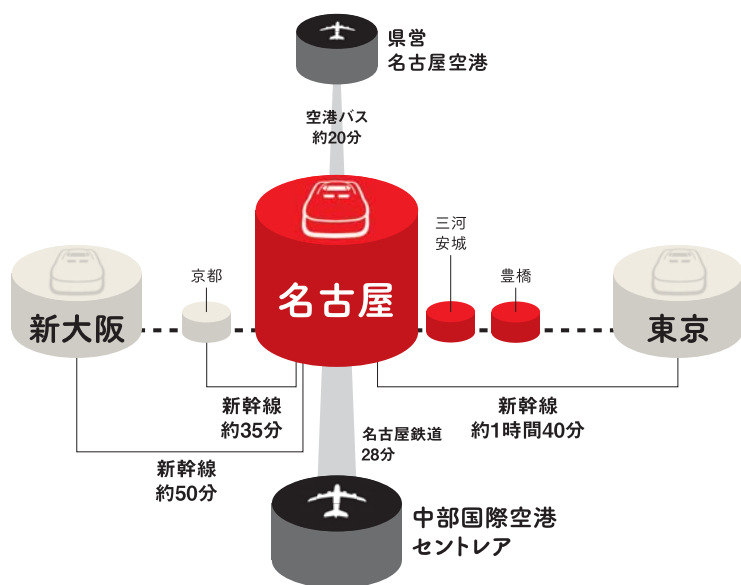 県営
名古屋空港
空港バス
約20分
三河
安城
京都
豊橋
名古屋
新大阪
東京
新幹線
約35分
新幹線
約1時間40分
名古屋鉄道
28分
新幹線
約50分
中部国際空港
セントレア